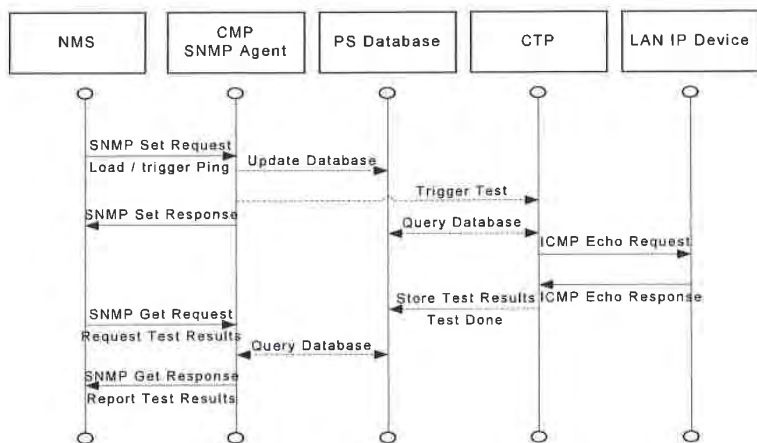 NMS
CMP
SNMP Agent
PS Database
CTP
LAN IP Device
SNMP Set Request
Load / trigger Ping
Update Database
Trigger Test
SNMP Set Response
Query Database
ICMP Echo Request
Store Test Results
ICMP Echo Response
Test Done
SNMP Get Request
Request Test Results
Query Database
SNMP Get Response
Report Test Results